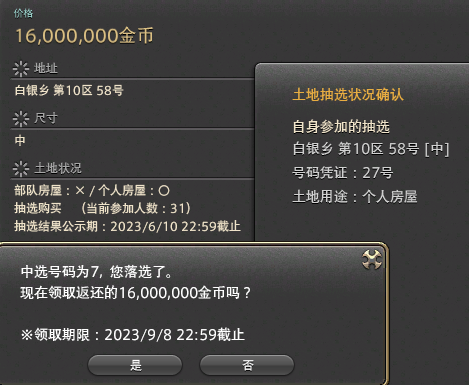 价格
16,000,000金币
地址
白银乡 第10区 58号
尺寸
中
土地状况
部队房屋：× / 个人房屋：○
抽选购买 （当前参加人数：31）
抽选结果公示期：2023/6/10 22:59截止
土地抽选状况确认
自身参加的抽选
白银乡 第10区 58号 [中]
号码凭证：27号
土地用途：个人房屋
中选号码为7, 您落选了。
现在领取返还的16,000,000金币吗？
※领取期限：2023/9/8 22:59截止
是
否